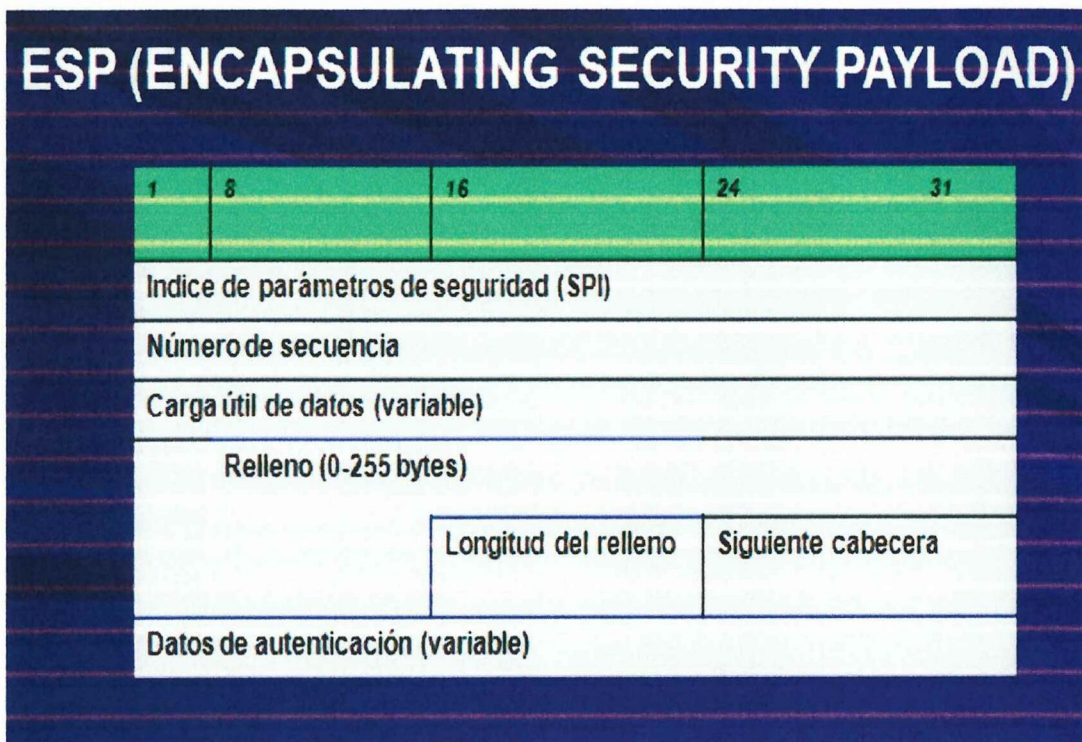 ESP (ENCAPSULATING SECURITY PAYLOAD)
1 8 16 24 31
Indice de parámetros de seguridad (SPI)
Número de secuencia
Carga útil de datos (variable)
Relleno (0-255 bytes)
Longitud del relleno Siguiente cabecera
Datos de autenticación (variable)